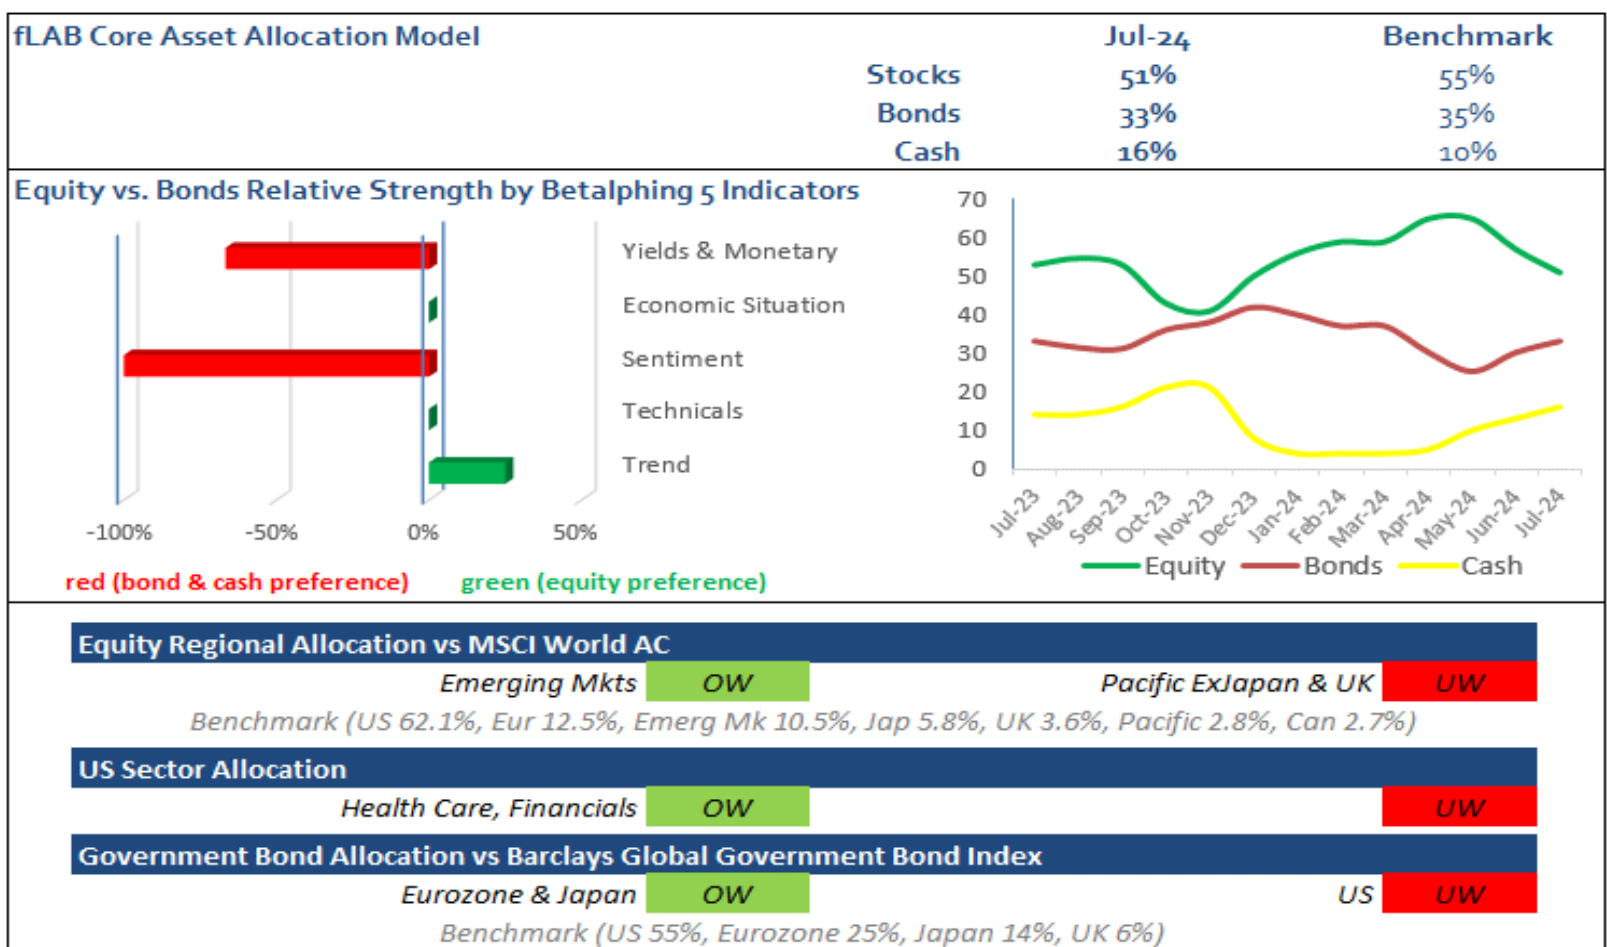 fLAB Core Asset Allocation Model Jul-24 Benchmark
Stocks 51% 55%
Bonds 33% 35%
Cash 16% 10%
Equity vs. Bonds Relative Strength by Betalphing 5 Indicators
Yields & Monetary
Economic Situation
Sentiment
Technicals
Trend
-100% -50% 0% 50%
red (bond & cash preference) green (equity preference)
70
60
50
40
30
20
10
0
Jul-23 Aug-23 Sep-23 Oct-23 Nov-23 Dec-23 Jan-24 Feb-24 Mar-24 Apr-24 May-24 Jun-24 Jul-24
Equity Bonds Cash
Equity Regional Allocation vs MSCI World AC
Emerging Mkts OW Pacific ExJapan & UK UW
Benchmark (US 62.1%, Eur 12.5%, Emerg Mk 10.5%, Jap 5.8%, UK 3.6%, Pacific 2.8%, Can 2.7%)
US Sector Allocation
Health Care, Financials OW UW
Government Bond Allocation vs Barclays Global Government Bond Index
Eurozone & Japan OW US UW
Benchmark (US 55%, Eurozone 25%, Japan 14%, UK 6%)